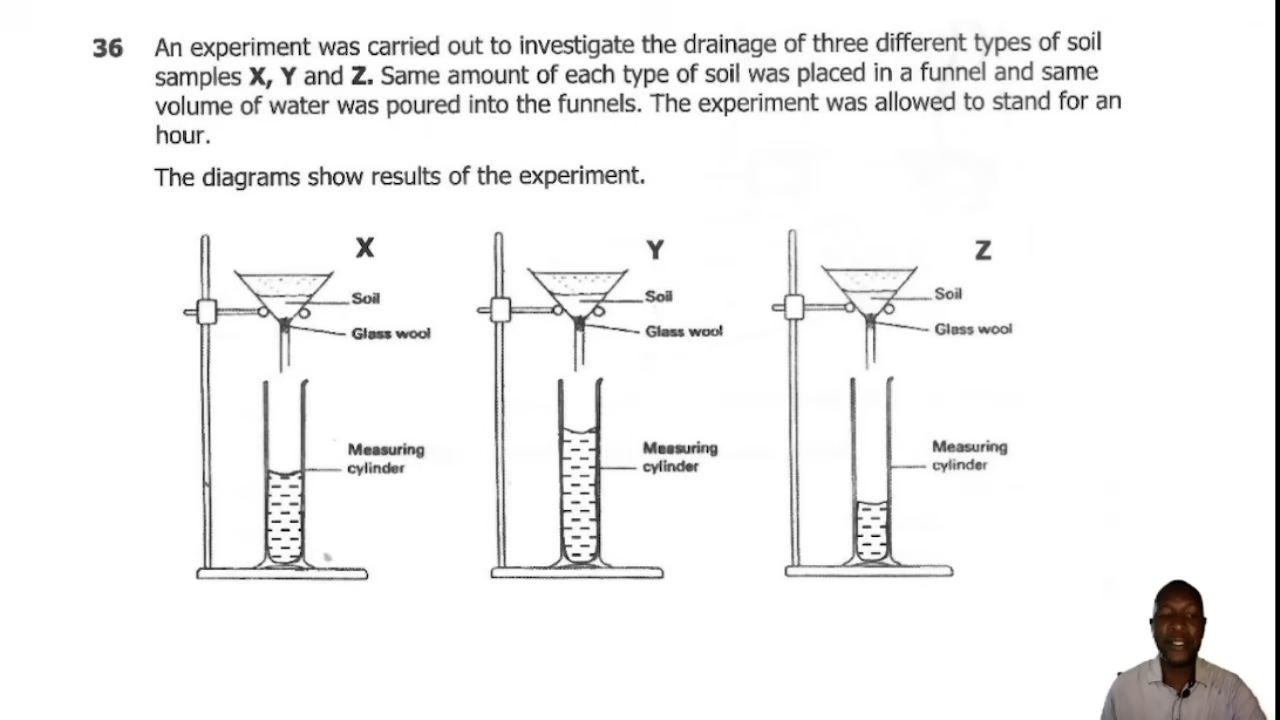 36 An experiment was carried out to investigate the drainage of three different types of soil
samples X, Y and Z. Same amount of each type of soil was placed in a funnel and same
volume of water was poured into the funnels. The experiment was allowed to stand for an
hour.
The diagrams show results of the experiment.
X
Soil
Glass wool
Measuring
cylinder
Y
Soil
Glass wool
Measuring
cylinder
Z
Soil
Glass wool
Measuring
cylinder